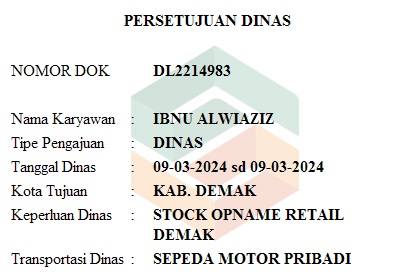 PERSETUJUAN DINAS
NOMOR DOK DL2214983
Nama Karyawan : IBNU ALWIAZIZ
Tipe Pengajuan : DINAS
Tanggal Dinas : 09-03-2024 sd 09-03-2024
Kota Tujuan : KAB. DEMAK
Keperluan Dinas : STOCK OPNAME RETAIL
DEMAK
Transportasi Dinas : SEPEDA MOTOR PRIBADI